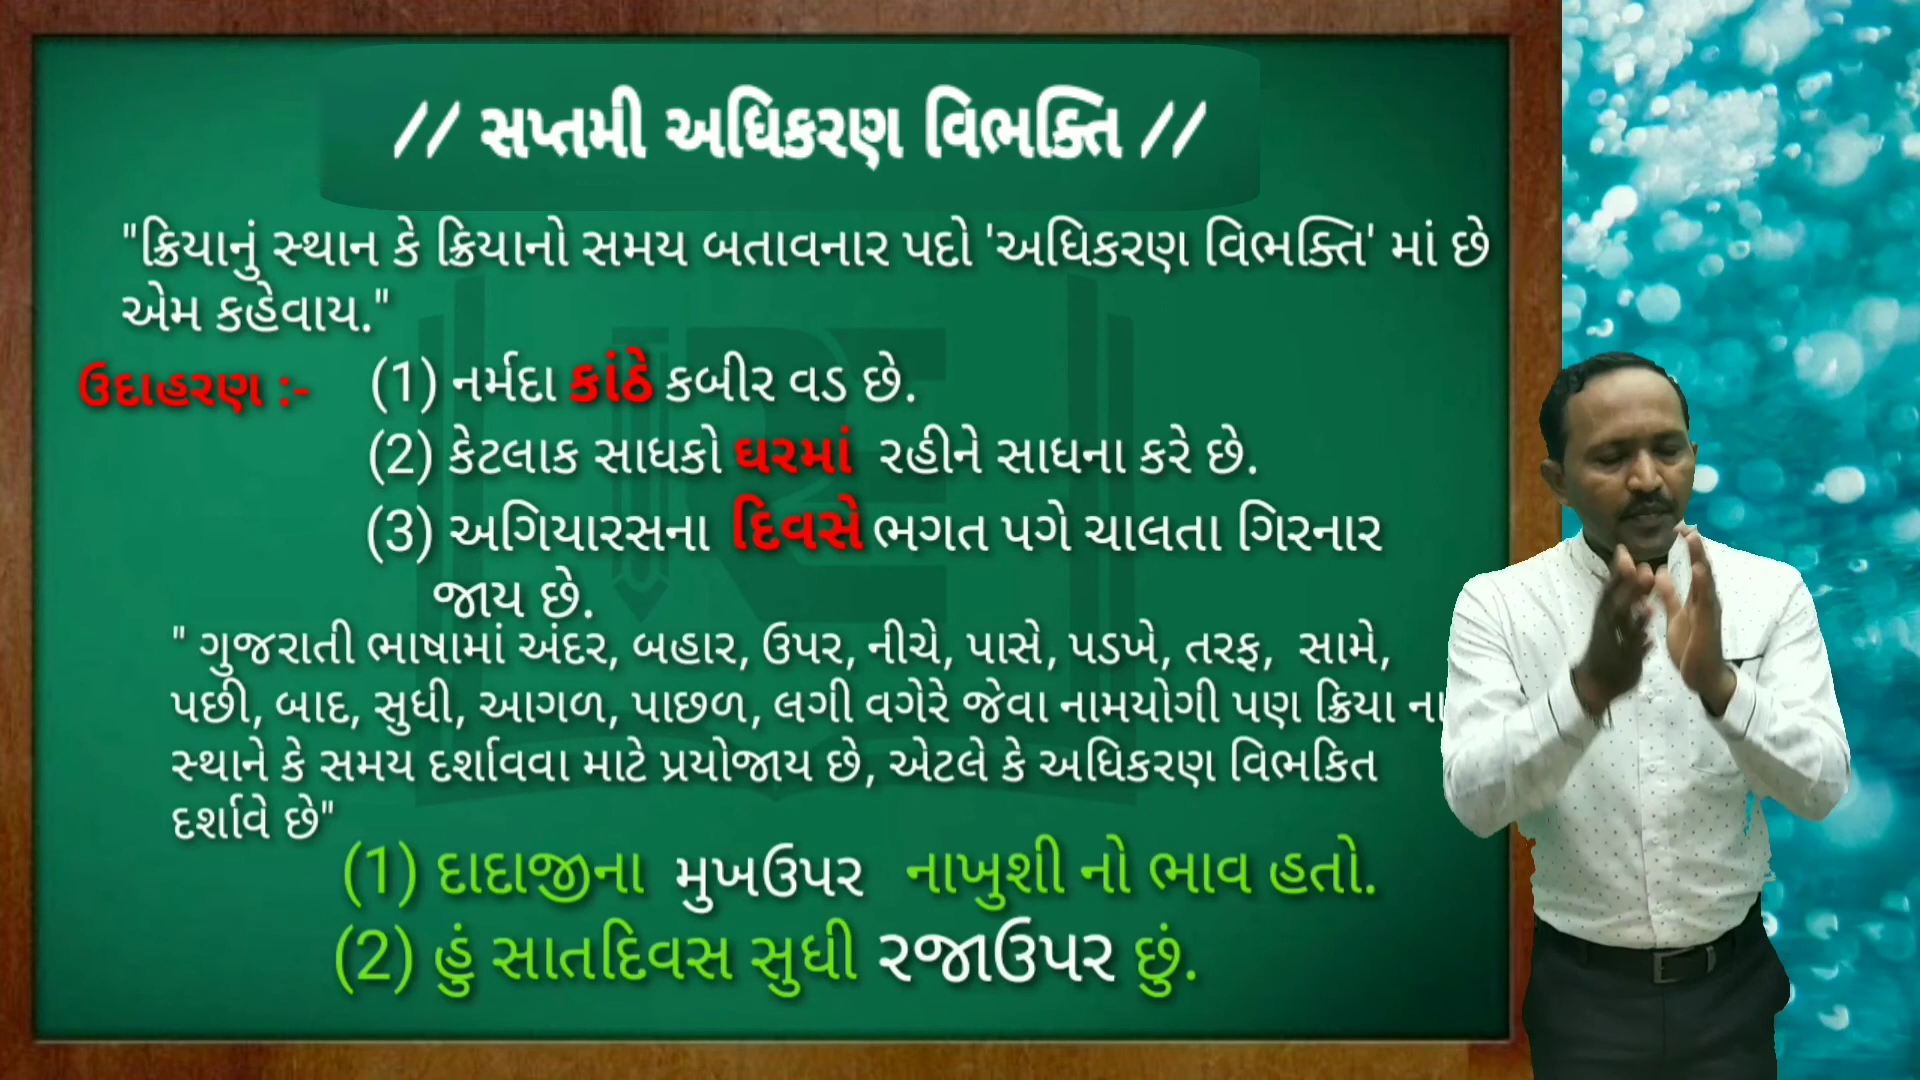 // સપ્તમી અધિકરણ વિભક્તિ //
"ક્રિયાનું સ્થાન કે ક્રિયાનો સમય બતાવનાર પદો 'અધિકરણ વિભક્તિ' માં છે
એમ કહેવાય."
ઉદાહરણ :- (1) નર્મદા કાંઠે કબીર વડ છે.
(2) કેટલાક સાધકો ઘરમાં રહીને સાધના કરે છે.
(3) અગિયારસના દિવસે ભગત પગે ચાલતા ગિરનાર
જાય છે.
" ગુજરાતી ભાષામાં અંદર, બહાર, ઉપર, નીચે, પાસે, પડખે, તરફ, સામે,
પછી, બાદ, સુધી, આગળ, પાછળ, લગી વગેરે જેવા નામયોગી પણ ક્રિયા ના
સ્થાને કે સમય દર્શાવવા માટે પ્રયોજાય છે, એટલે કે અધિકરણ વિભકિત
દર્શાવે છે"
(1) દાદાજીના મુખઉપર નાખુશી નો ભાવ હતો.
(2) હું સાતદિવસ સુધી રજાઉપર છું.